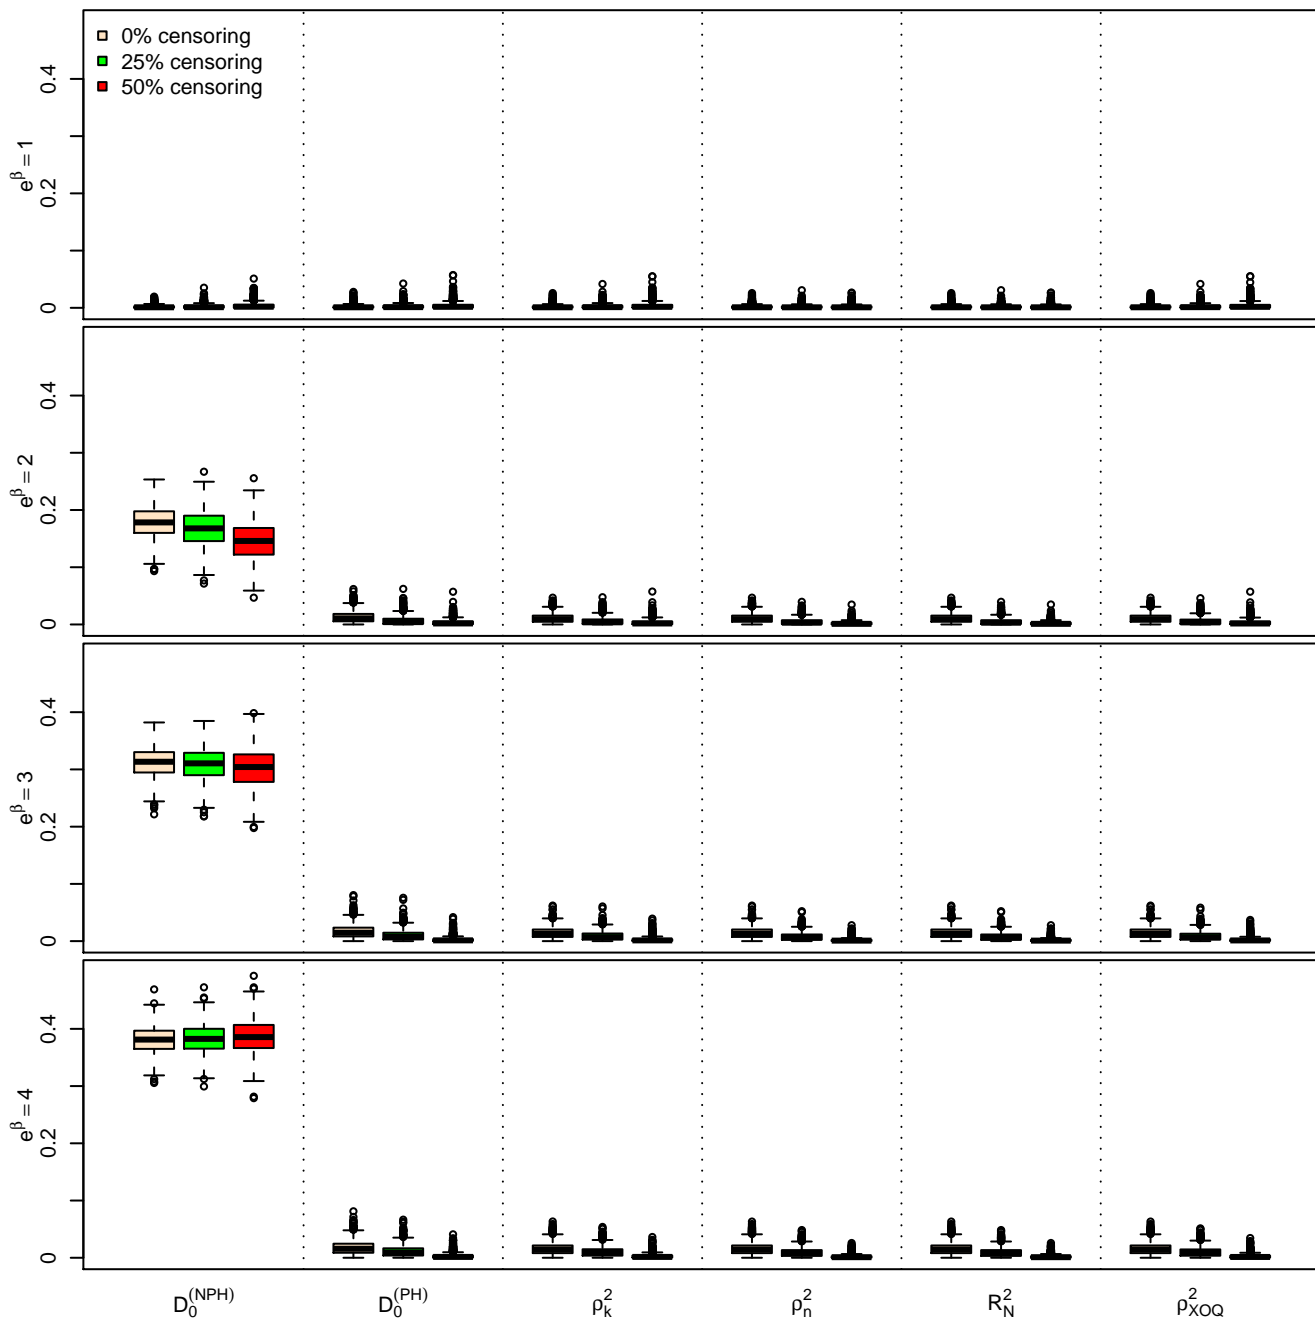 0% censoring
25% censoring
50% censoring
e^β = 1
0
0.2
0.4
e^β = 2
0
0.2
0.4
e^β = 3
0
0.2
0.4
e^β = 4
0
0.2
0.4
D_0^(NPH) D_0^(PH) ρ_k^2 ρ_n^2 R_N^2 ρ_XOQ^2